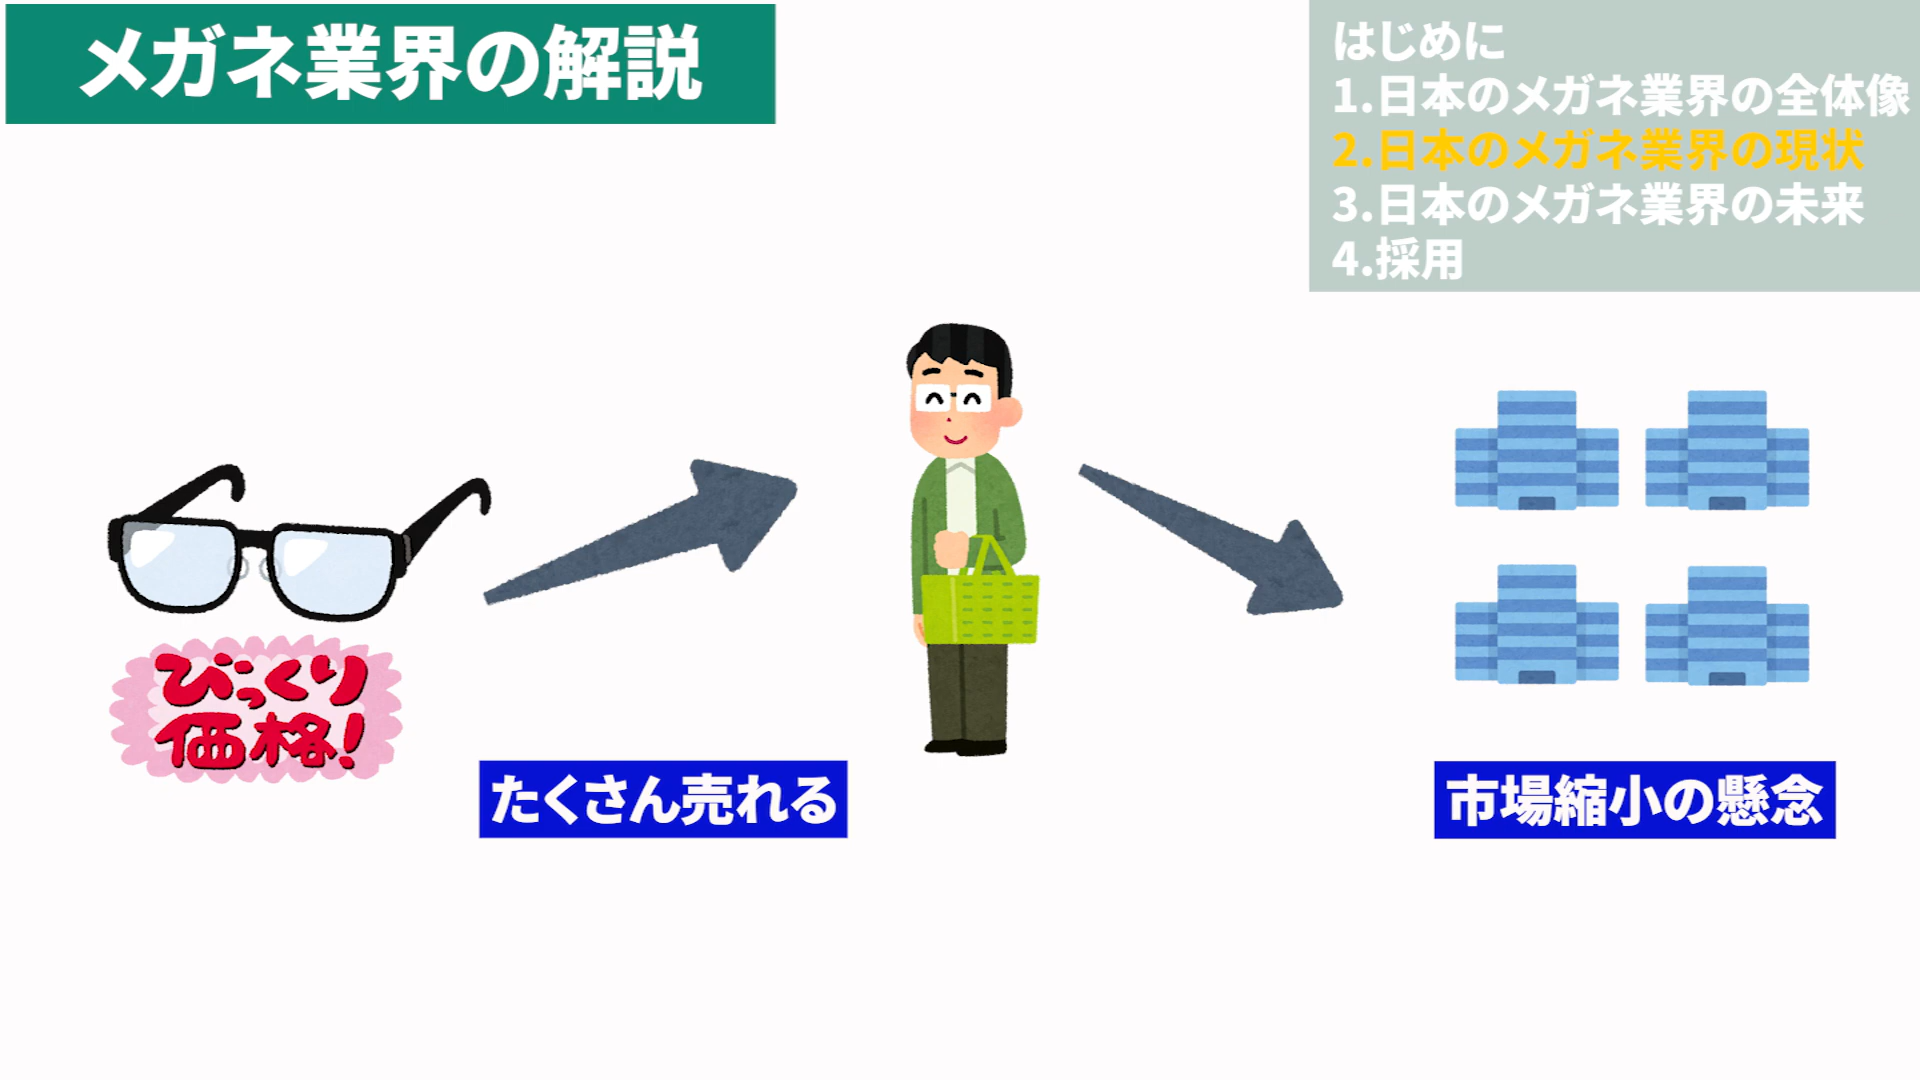 メガネ業界の解説
はじめに
1.日本のメガネ業界の全体像
2.日本のメガネ業界の現状
3.日本のメガネ業界の未来
4.採用
びっくり
価格!
たくさん売れる
市場縮小の懸念